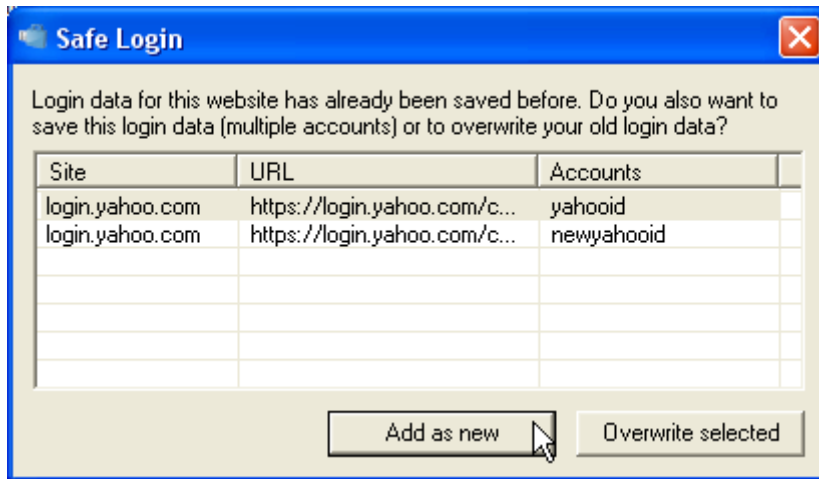 Safe Login
Login data for this website has already been saved before. Do you also want to
save this login data (multiple accounts) or to overwrite your old login data?
Site URL Accounts
login.yahoo.com https://login.yahoo.com/c... yahooid
login.yahoo.com https://login.yahoo.com/c... newyahooid
Add as new Overwrite selected